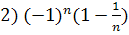 2) (−1)ⁿ(1 − 1/n)